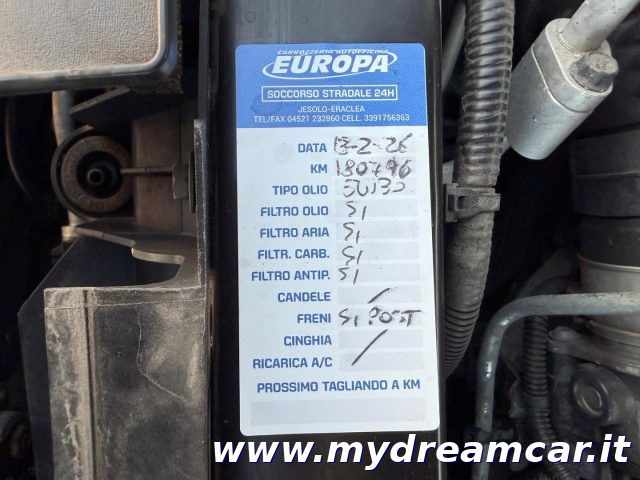 CARROZZERIA AUTOFFICINA
EUROPA
SOCCORSO STRADALE 24H
JESOLO-ERACLEA
TEL/FAX 04521 232860 CELL. 3391756363
DATA 13-2-26
KM 180796
TIPO OLIO 5W30
FILTRO OLIO SI
FILTRO ARIA SI
FILTR. CARB. SI
FILTRO ANTIP. SI
CANDELE /
FRENI SI POST
CINGHIA
RICARICA A/C /
PROSSIMO TAGLIANDO A KM
www.mydreamcar.it